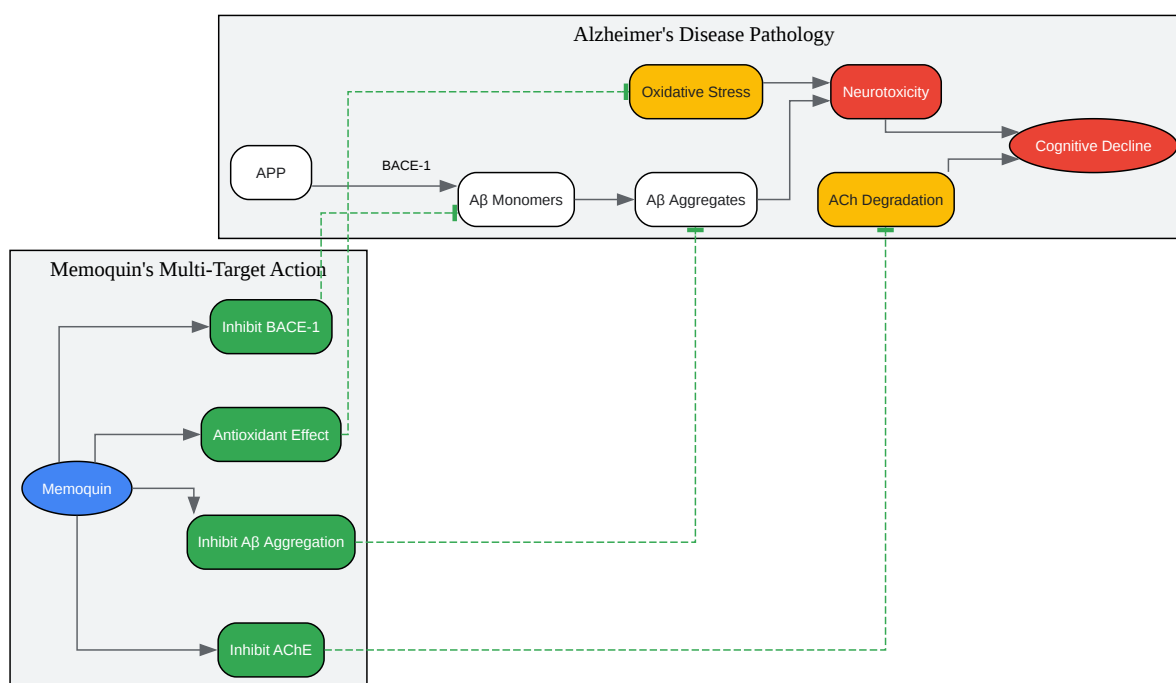 Alzheimer's Disease Pathology
Oxidative Stress
Neurotoxicity
Cognitive Decline
APP
BACE-1
Aβ Monomers
Aβ Aggregates
ACh Degradation
Memoquin's Multi-Target Action
Inhibit BACE-1
Antioxidant Effect
Memoquin
Inhibit Aβ Aggregation
Inhibit AChE